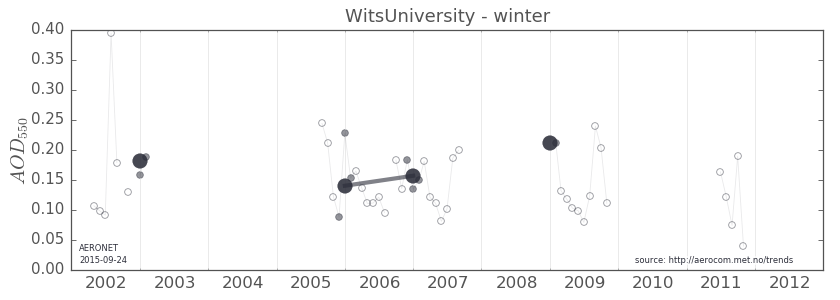 WitsUniversity - winter
0.40
0.35
0.30
0.25
0.20
0.15
0.10
0.05
0.00
AOD550
AERONET
2015-09-24
source: http://aerocom.met.no/trends
2002 2003 2005 2006 2007 2008 2009 2010 2011 2012